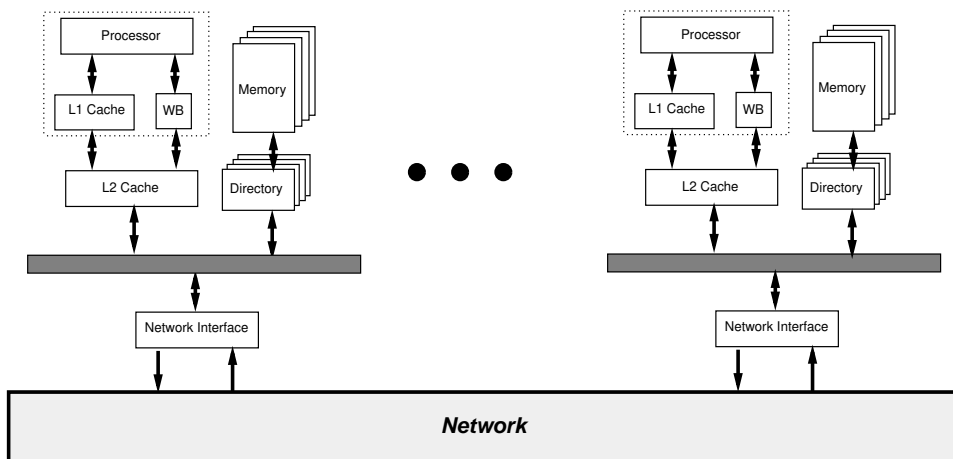 Processor
Memory
L1 Cache
WB
L2 Cache
Directory
Network Interface
Processor
Memory
L1 Cache
WB
L2 Cache
Directory
Network Interface
Network